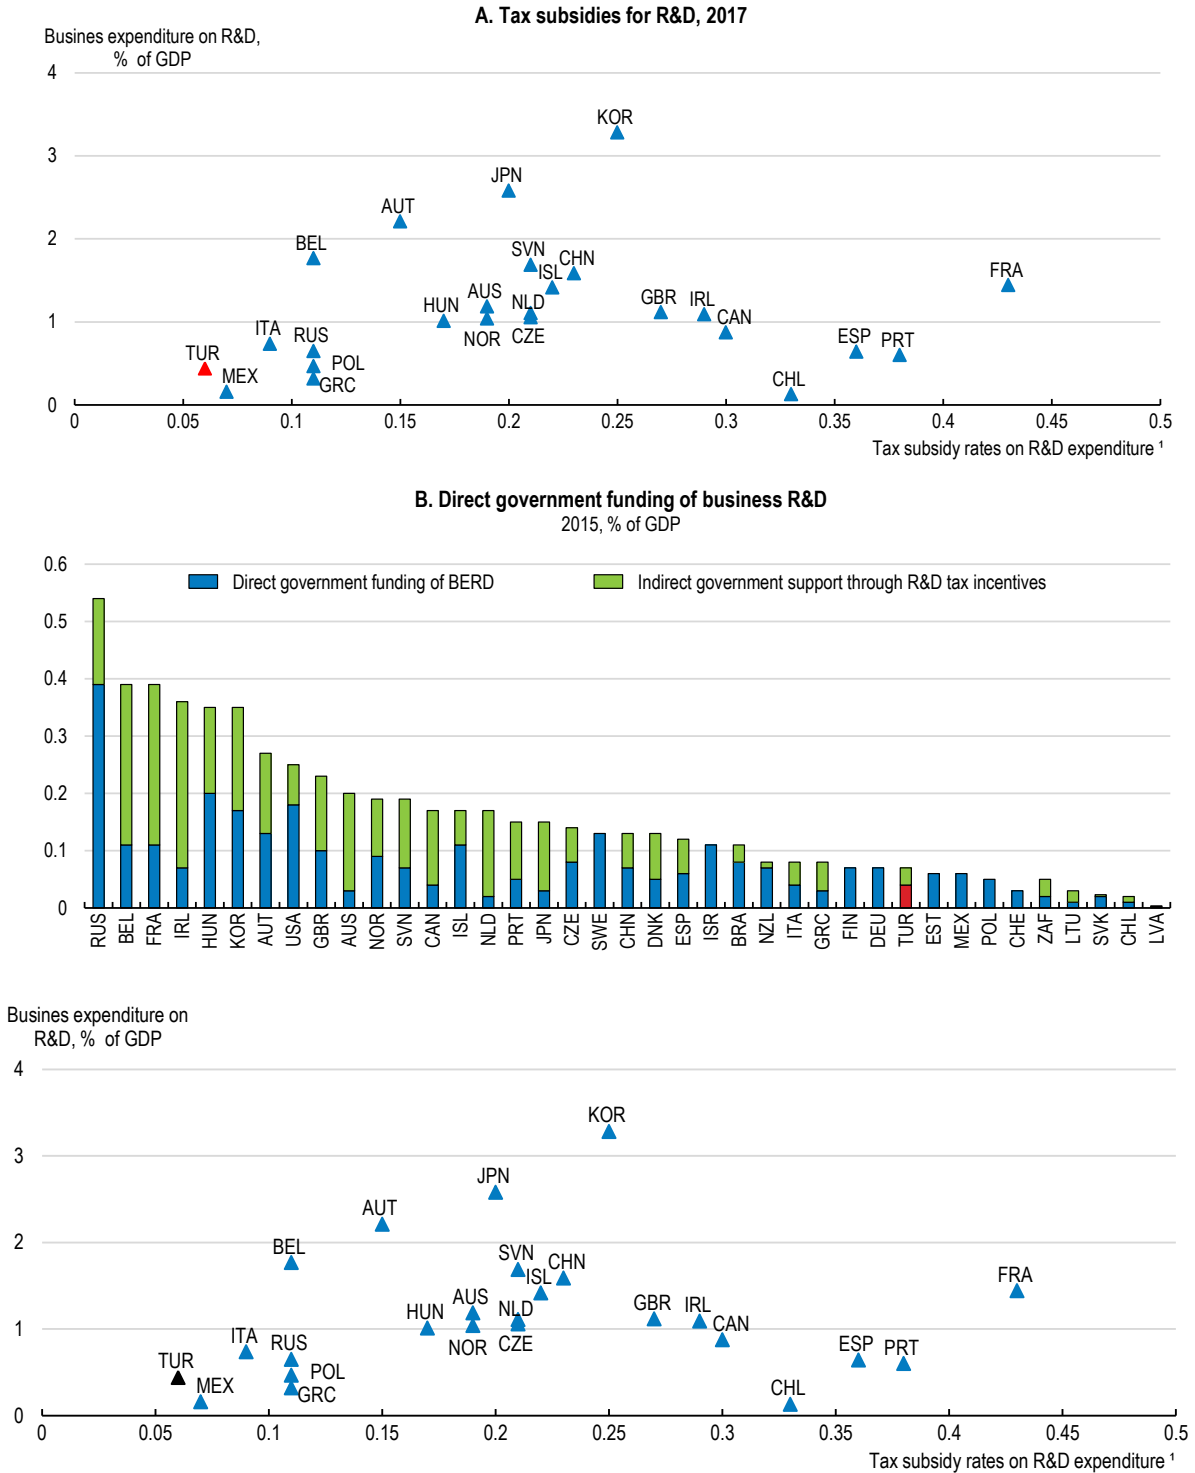 A. Tax subsidies for R&D, 2017
Busines expenditure on R&D,
% of GDP
4
3
2
1
0
KOR
JPN
AUT
BEL
SVN
CHN
ISL
FRA
AUS
NLD
HUN
GBR
IRL
CAN
NOR
CZE
ITA
RUS
ESP
PRT
TUR
POL
MEX
GRC
CHL
0 0.05 0.1 0.15 0.2 0.25 0.3 0.35 0.4 0.45 0.5
Tax subsidy rates on R&D expenditure ¹
B. Direct government funding of business R&D
2015, % of GDP
0.6
0.5
0.4
0.3
0.2
0.1
0
Direct government funding of BERD
Indirect government support through R&D tax incentives
RUS
BEL
FRA
IRL
HUN
KOR
AUT
USA
GBR
AUS
NOR
SVN
CAN
ISL
NLD
PRT
JPN
CZE
SWE
CHN
DNK
ESP
ISR
BRA
NZL
ITA
GRC
FIN
DEU
TUR
EST
MEX
POL
CHE
ZAF
LTU
SVK
CHL
LVA
Busines expenditure on
R&D, % of GDP
4
3
2
1
0
KOR
JPN
AUT
BEL
SVN
CHN
ISL
FRA
AUS
NLD
HUN
GBR
IRL
CAN
NOR
CZE
ITA
RUS
ESP
PRT
TUR
POL
MEX
GRC
CHL
0 0.05 0.1 0.15 0.2 0.25 0.3 0.35 0.4 0.45 0.5
Tax subsidy rates on R&D expenditure ¹